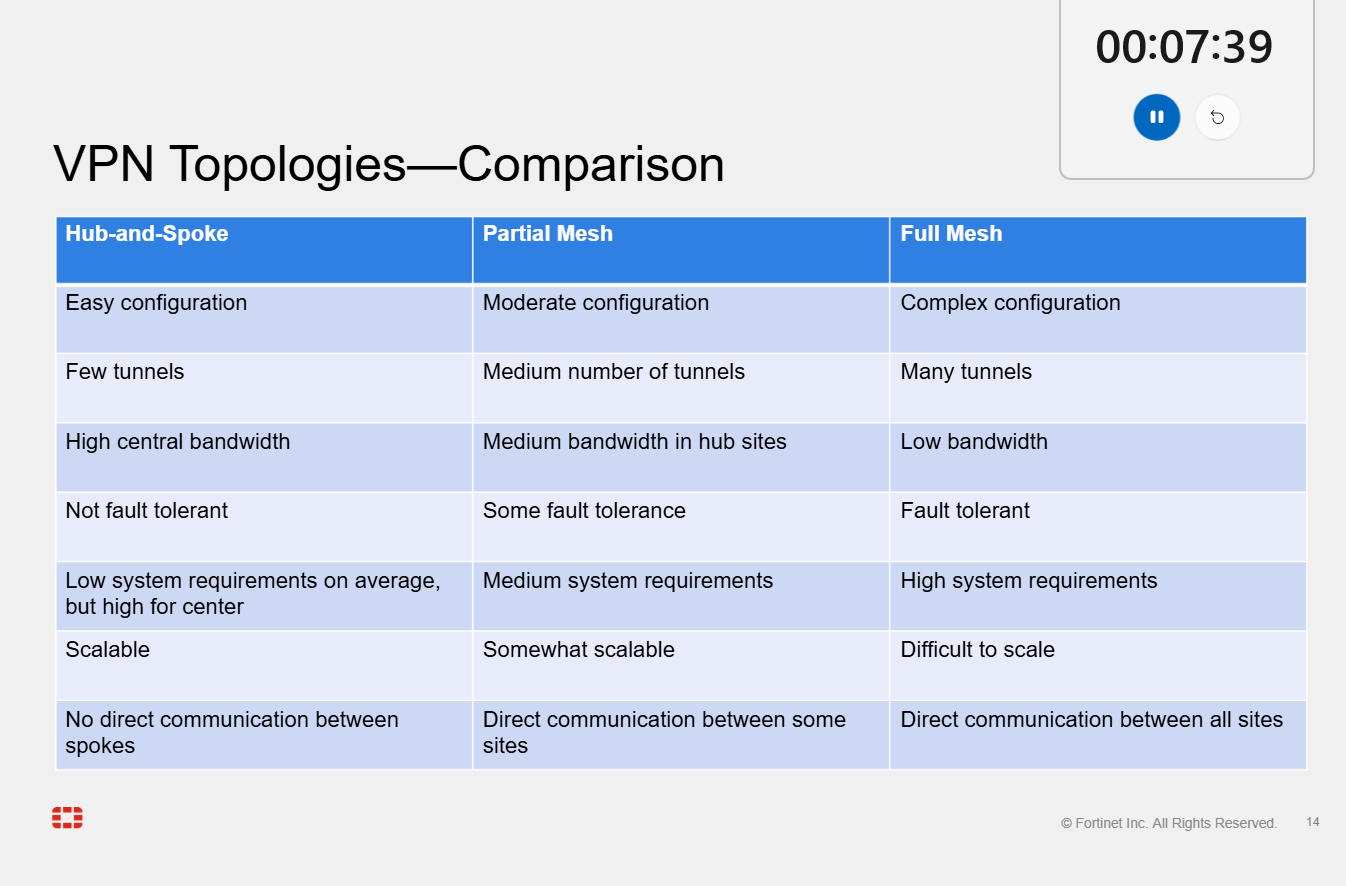 00:07:39
VPN Topologies—Comparison
Hub-and-Spoke
Partial Mesh
Full Mesh
Easy configuration
Moderate configuration
Complex configuration
Few tunnels
Medium number of tunnels
Many tunnels
High central bandwidth
Medium bandwidth in hub sites
Low bandwidth
Not fault tolerant
Some fault tolerance
Fault tolerant
Low system requirements on average,
but high for center
Medium system requirements
High system requirements
Scalable
Somewhat scalable
Difficult to scale
No direct communication between
spokes
Direct communication between some
sites
Direct communication between all sites
© Fortinet Inc. All Rights Reserved.
14